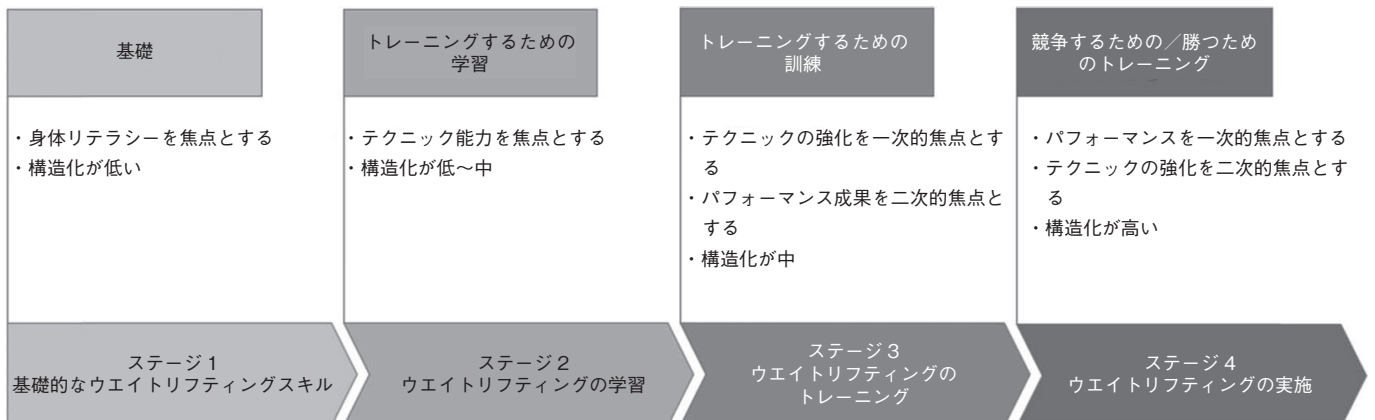 基礎
・身体リテラシーを焦点とする
・構造化が低い
ステージ1
基礎的なウエイトリフティングスキル
トレーニングするための
学習
・テクニック能力を焦点とする
・構造化が低～中
ステージ2
ウエイトリフティングの学習
トレーニングするための
訓練
・テクニックの強化を一次的焦点とす
る
・パフォーマンス成果を二次的焦点と
する
・構造化が中
ステージ3
ウエイトリフティングの
トレーニング
競争するための／勝つため
のトレーニング
・パフォーマンスを一次的焦点とする
・テクニックの強化を二次的焦点とす
る
・構造化が高い
ステージ4
ウエイトリフティングの実施